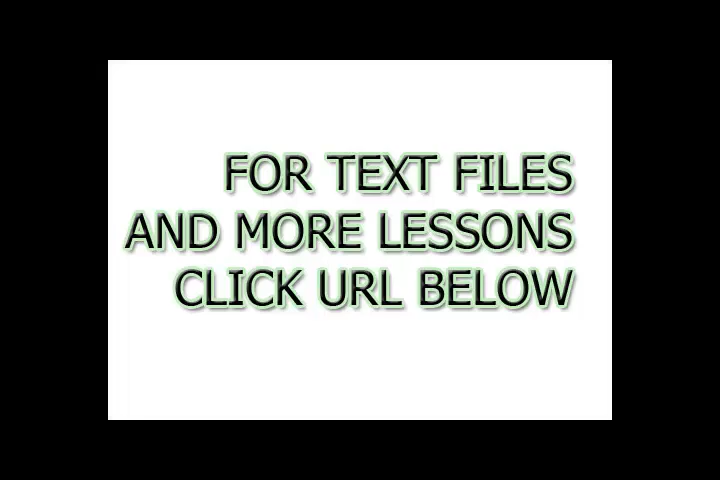 FOR TEXT FILES
AND MORE LESSONS
CLICK URL BELOW